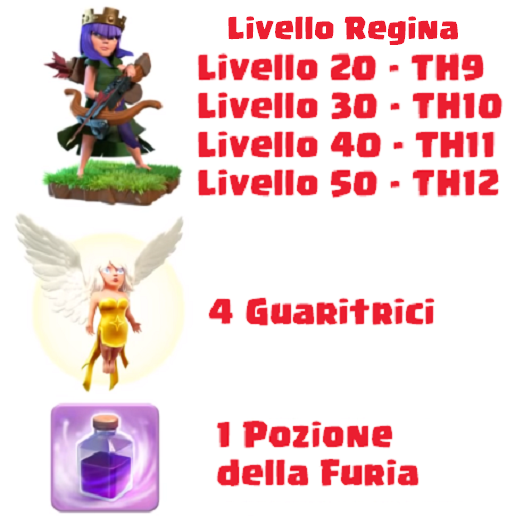 Livello Regina
Livello 20 - TH9
Livello 30 - TH10
Livello 40 - TH11
Livello 50 - TH12
4 Guaritrici
1 Pozione
della Furia